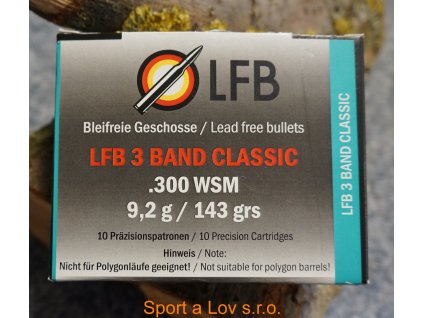 LFB
Bleifreie Geschosse / Lead free bullets
LFB 3 BAND CLASSIC
.300 WSM
9,2 g / 143 grs
10 Präzisionspatronen / 10 Precision Cartridges
Hinweis / Note:
Nicht für Polygonläufe geeignet! / Not suitable for polygon barrels!
LFB 3 BAND CLASSIC
Sport a Lov s.r.o.